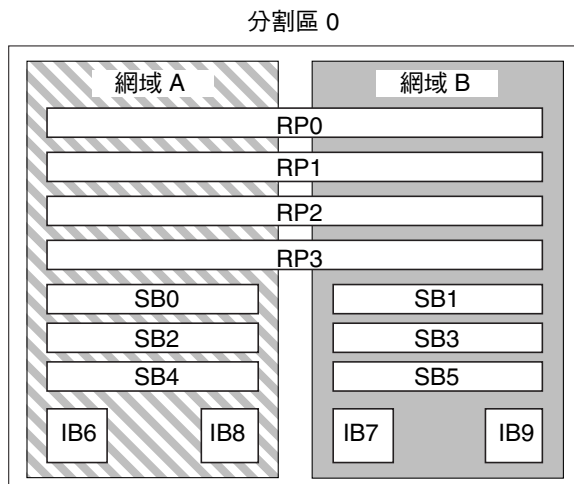 分割區 0
網域 A 網域 B
RP0
RP1
RP2
RP3
SB0 SB1
SB2 SB3
SB4 SB5
IB6 IB8 IB7 IB9